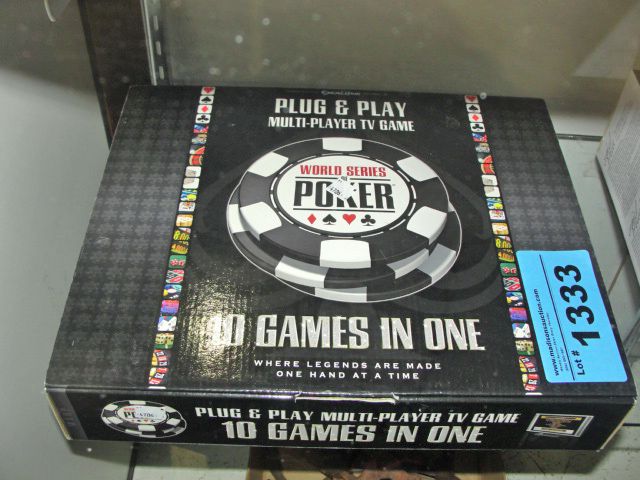 PLUG & PLAY
MULTI-PLAYER TV GAME
WORLD SERIES
POKER
10 GAMES IN ONE
WHERE LEGENDS ARE MADE
ONE HAND AT A TIME
www.madisonsauction.com
Lot # 1333
PLUG & PLAY MULTI-PLAYER TV GAME
10 GAMES IN ONE